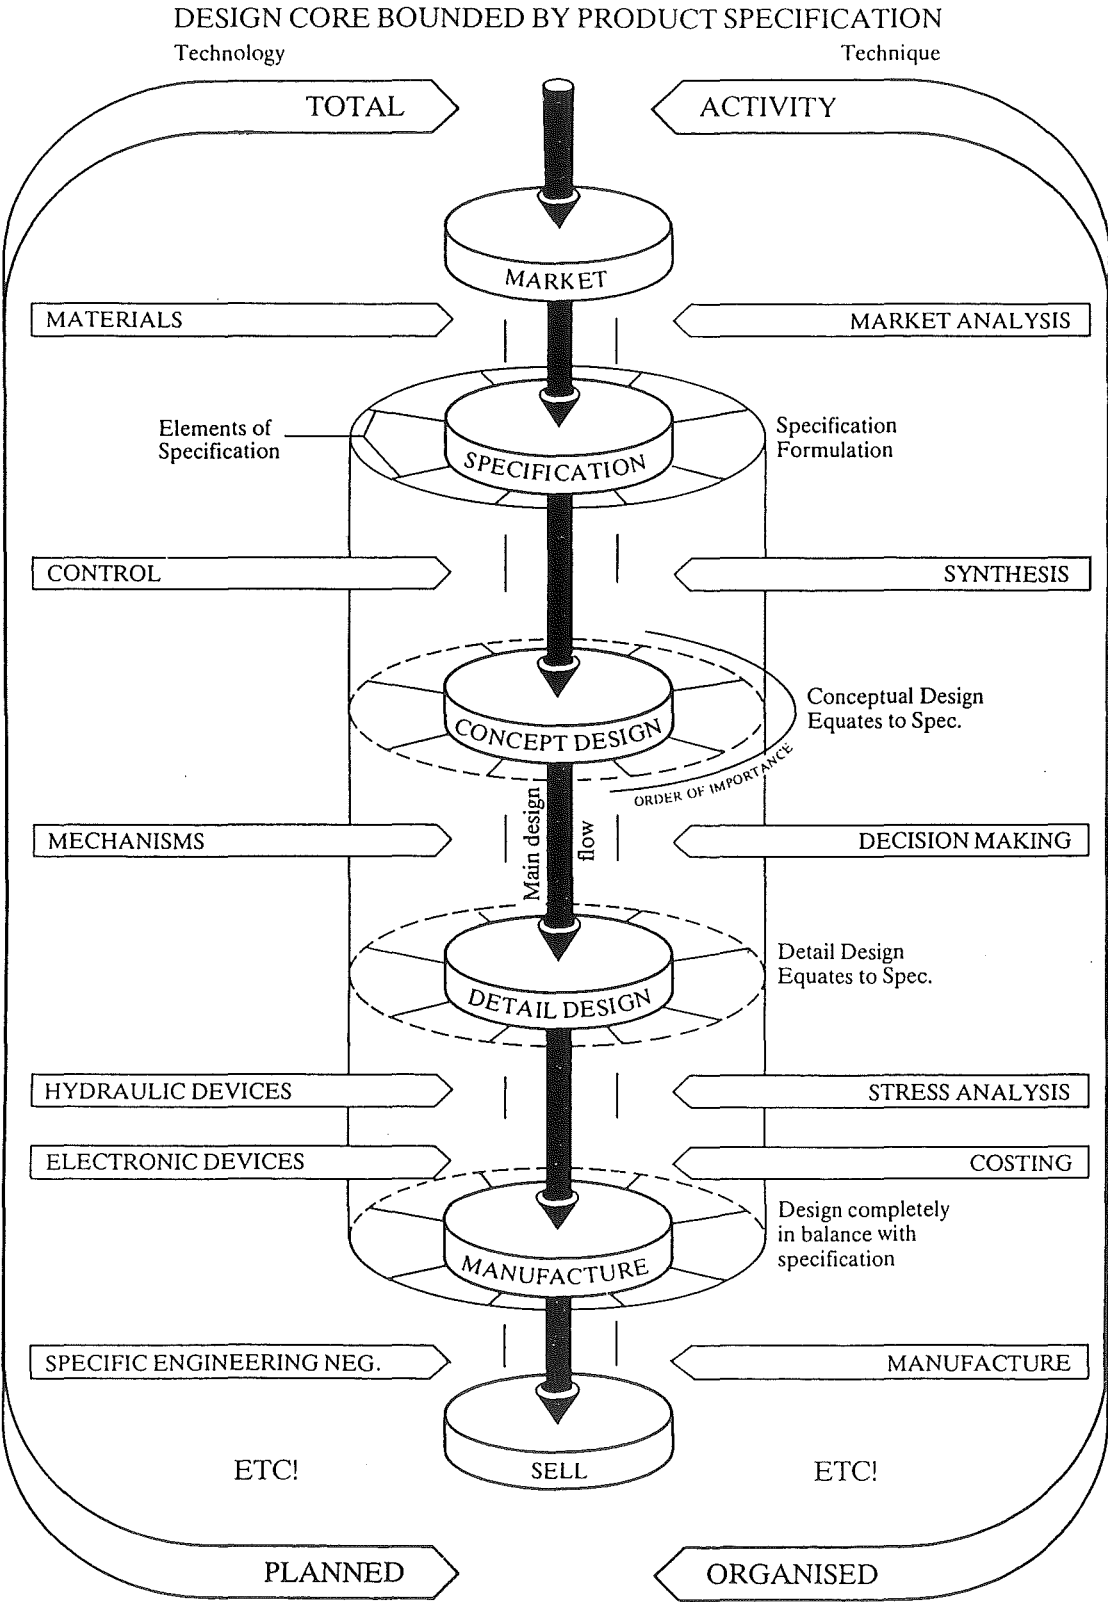 DESIGN CORE BOUNDED BY PRODUCT SPECIFICATION
Technology
Technique
TOTAL
ACTIVITY
MARKET
MATERIALS
MARKET ANALYSIS
Elements of
Specification
SPECIFICATION
Specification
Formulation
CONTROL
SYNTHESIS
CONCEPT DESIGN
Conceptual Design
Equates to Spec.
ORDER OF IMPORTANCE
Main design
flow
MECHANISMS
DECISION MAKING
DETAIL DESIGN
Detail Design
Equates to Spec.
HYDRAULIC DEVICES
STRESS ANALYSIS
ELECTRONIC DEVICES
COSTING
MANUFACTURE
Design completely
in balance with
specification
SPECIFIC ENGINEERING NEG.
MANUFACTURE
SELL
ETC!
ETC!
PLANNED
ORGANISED